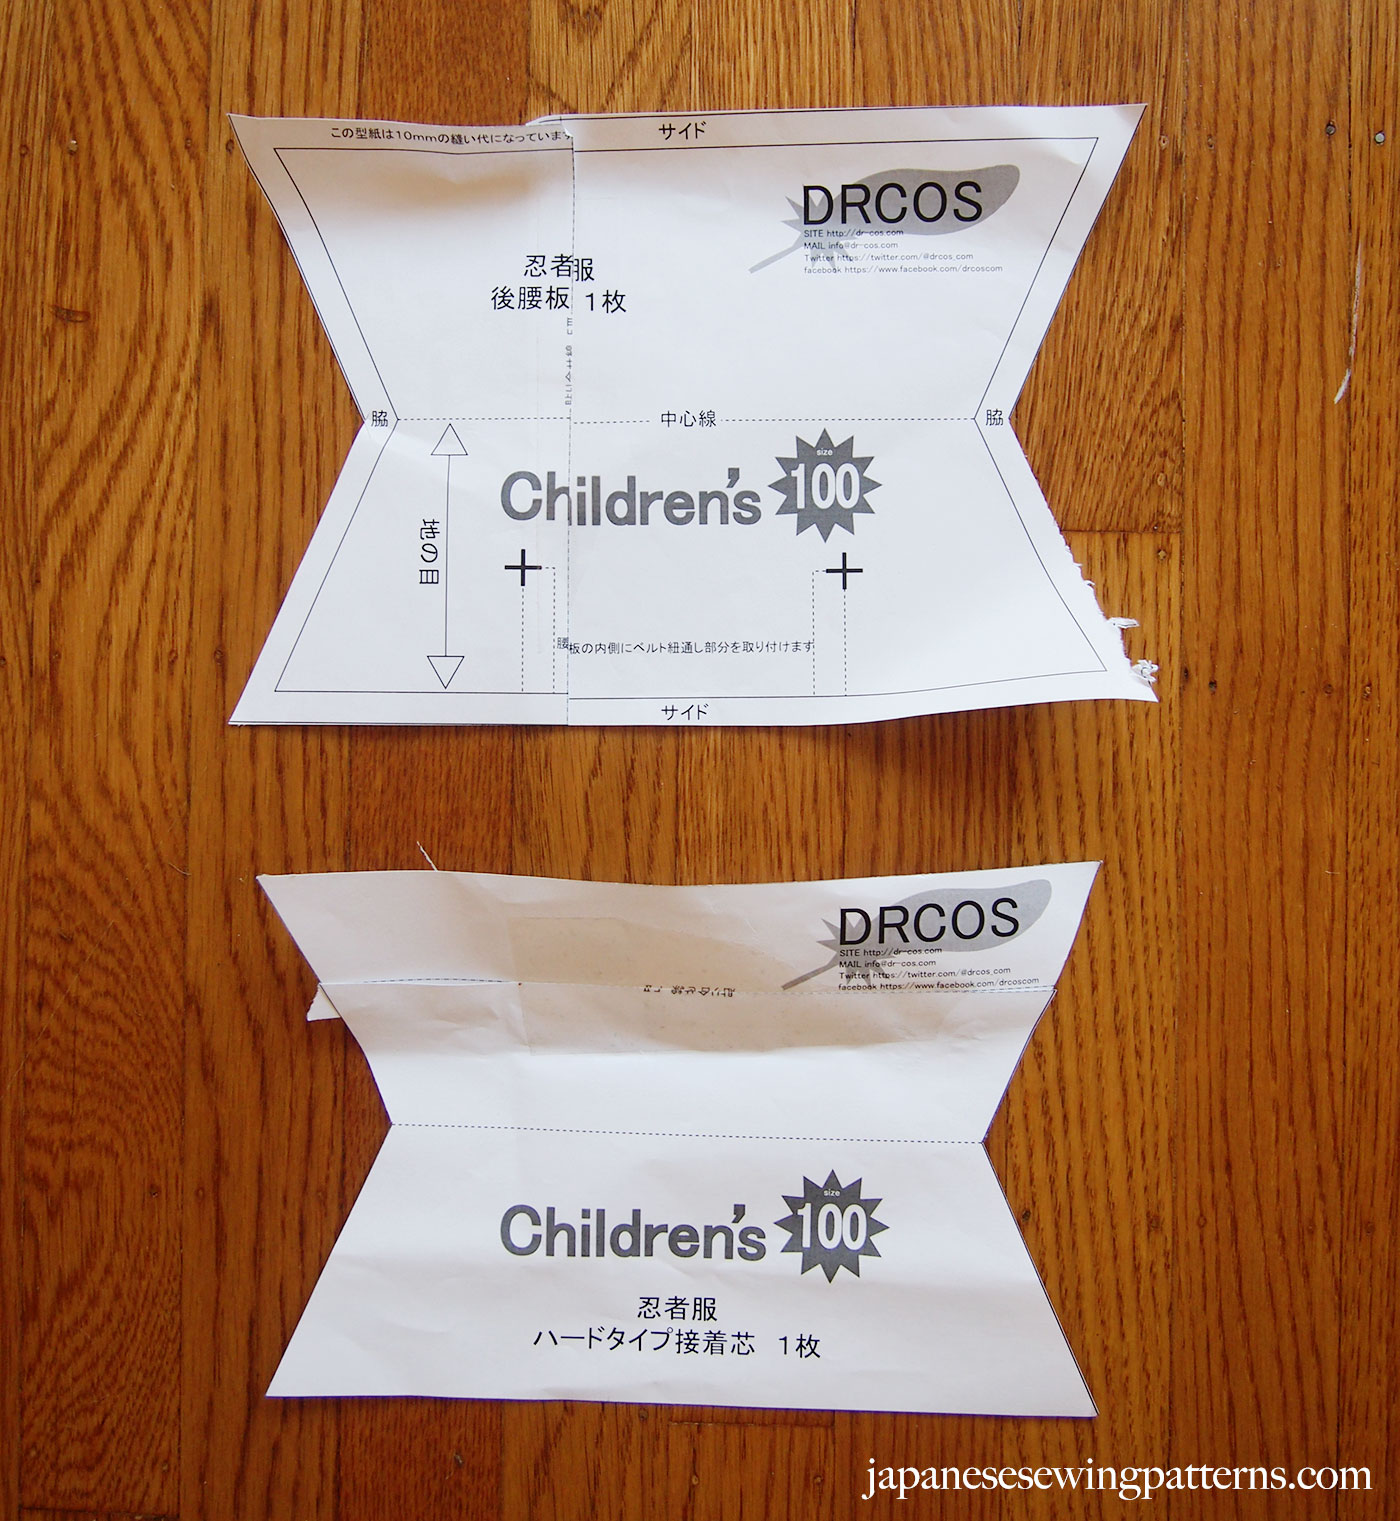 この型紙は10mmの縫い代になっています
サイド
DRCOS
SITE http://dr-cos.com
MAIL info@dr-cos.com
Twitter https://twitter.com/@drcos_com
facebook https://www.facebook.com/drcoscom
忍者服
後腰板 1枚
脇
中心線
脇
size
Children's 100
地の目
腰板の内側にベルト紐通し部分を取り付けます
サイド
DRCOS
SITE http://dr-cos.com
MAIL info@dr-cos.com
Twitter https://twitter.com/@drcos_com
facebook https://www.facebook.com/drcoscom
size
Children's 100
忍者服
ハードタイプ接着芯 1枚
japanesesewingpatterns.com